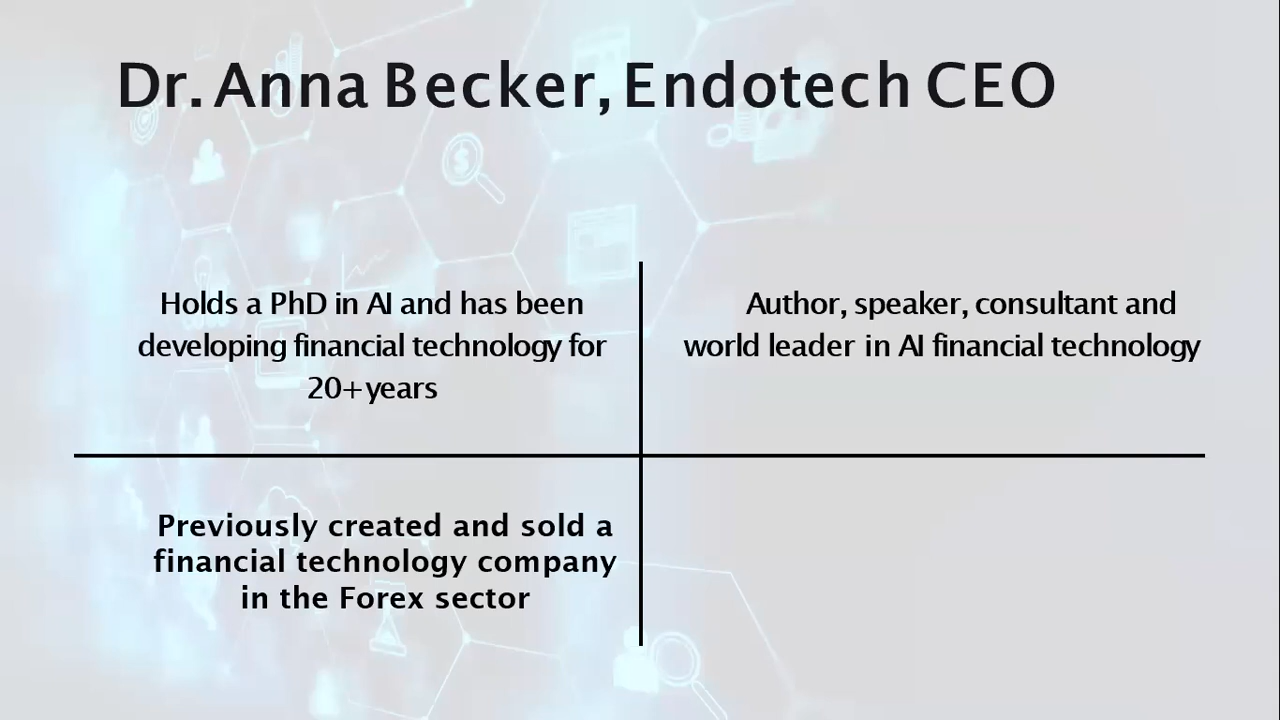 Dr. Anna Becker, Endotech CEO
Holds a PhD in AI and has been
developing financial technology for
20+years
Author, speaker, consultant and
world leader in AI financial technology
Previously created and sold a
financial technology company
in the Forex sector